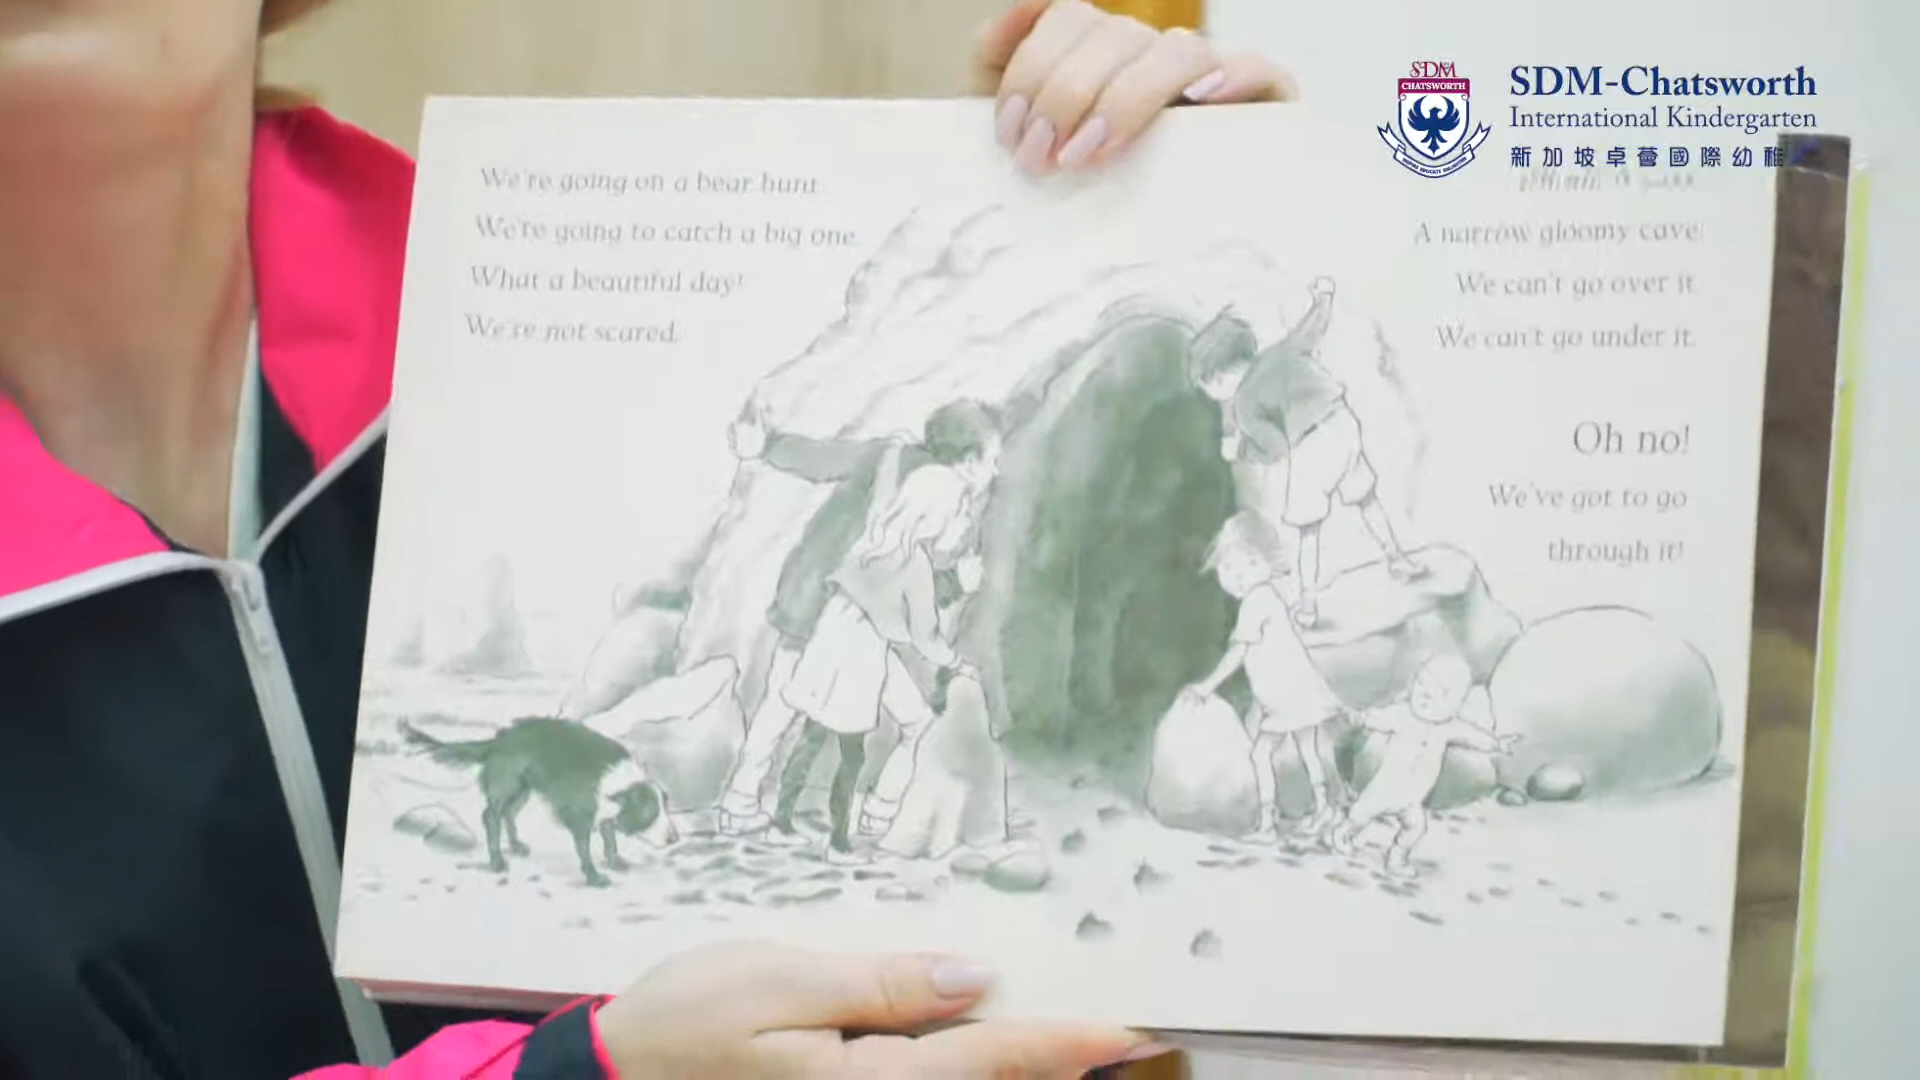 We're going on a bear hunt.
We're going to catch a big one.
What a beautiful day!
We're not scared.
A narrow gloomy cave.
We can't go over it.
We can't go under it.
Oh no!
We've got to go
through it!
SDM
CHATSWORTH
SDM-Chatsworth
International Kindergarten
新加坡卓薈國際幼稚